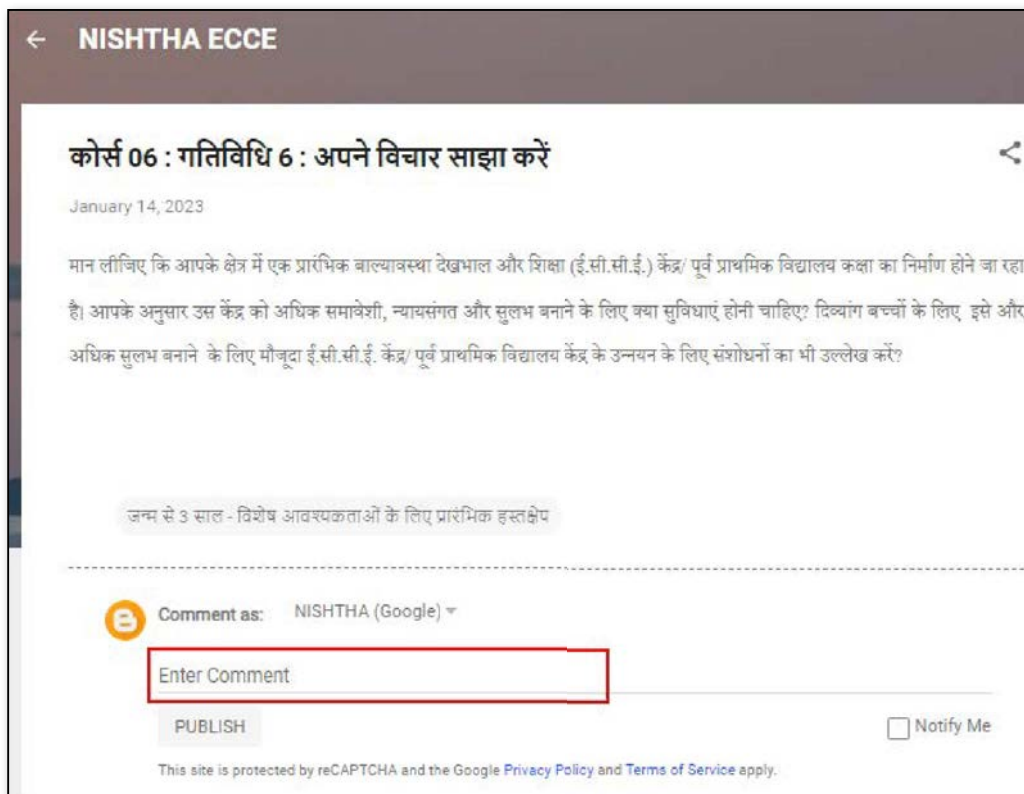 NISHTHA ECCE
कोर्स 06 : गतिविधि 6 : अपने विचार साझा करें
January 14, 2023
मान लीजिए कि आपके क्षेत्र में एक प्रारंभिक बाल्यावस्था देखभाल और शिक्षा (ई.सी.सी.ई.) केंद्र/ पूर्व प्राथमिक विद्यालय कक्षा का निर्माण होने जा रहा
है। आपके अनुसार उस केंद्र को अधिक समावेशी, न्यायसंगत और सुलभ बनाने के लिए क्या सुविधाएं होनी चाहिए? दिव्यांग बच्चों के लिए इसे और
अधिक सुलभ बनाने के लिए मौजूदा ई.सी.सी.ई. केंद्र/ पूर्व प्राथमिक विद्यालय केंद्र के उन्नयन के लिए संशोधनों का भी उल्लेख करें?
जन्म से 3 साल - विशेष आवश्यकताओं के लिए प्रारंभिक हस्तक्षेप
Comment as: NISHTHA (Google)
Enter Comment
PUBLISH Notify Me
This site is protected by reCAPTCHA and the Google Privacy Policy and Terms of Service apply.